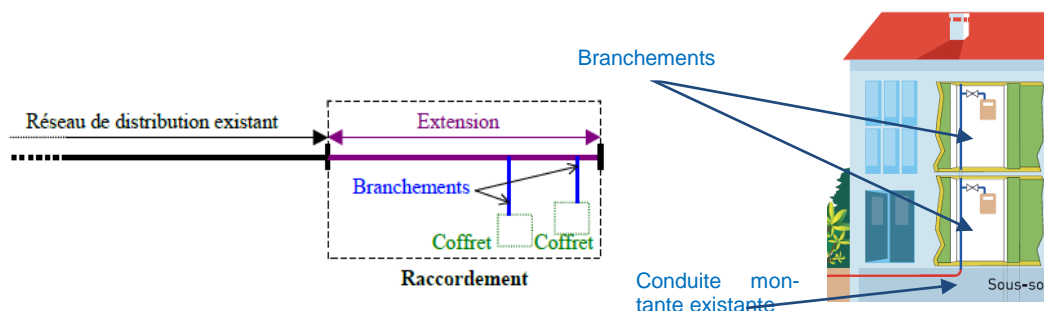 Réseau de distribution existant
Extension
Branchements
Coffret
Coffret
Raccordement
Branchements
Conduite mon-
tante existante
Sous-so